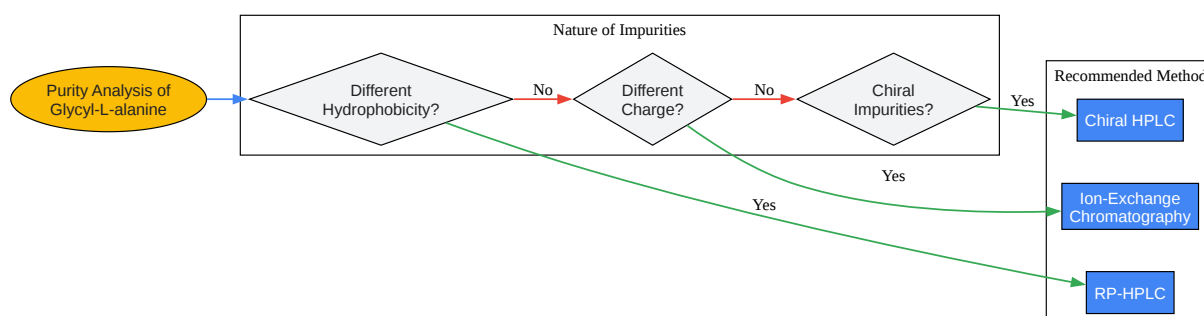 Nature of Impurities
Purity Analysis of
Glycyl-L-alanine
Different
Hydrophobicity?
No
Different
Charge?
No
Chiral
Impurities?
Yes
Recommended Method
Chiral HPLC
Yes
Ion-Exchange
Chromatography
Yes
RP-HPLC